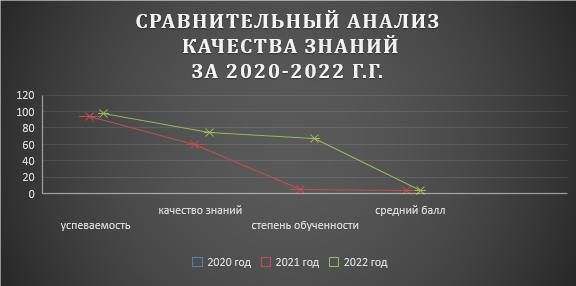 СРАВНИТЕЛЬНЫЙ АНАЛИЗ
КАЧЕСТВА ЗНАНИЙ
ЗА 2020-2022 Г.Г.
120
100
80
60
40
20
0
успеваемость
качество знаний
степень обученности
средний балл
2020 год
2021 год
2022 год